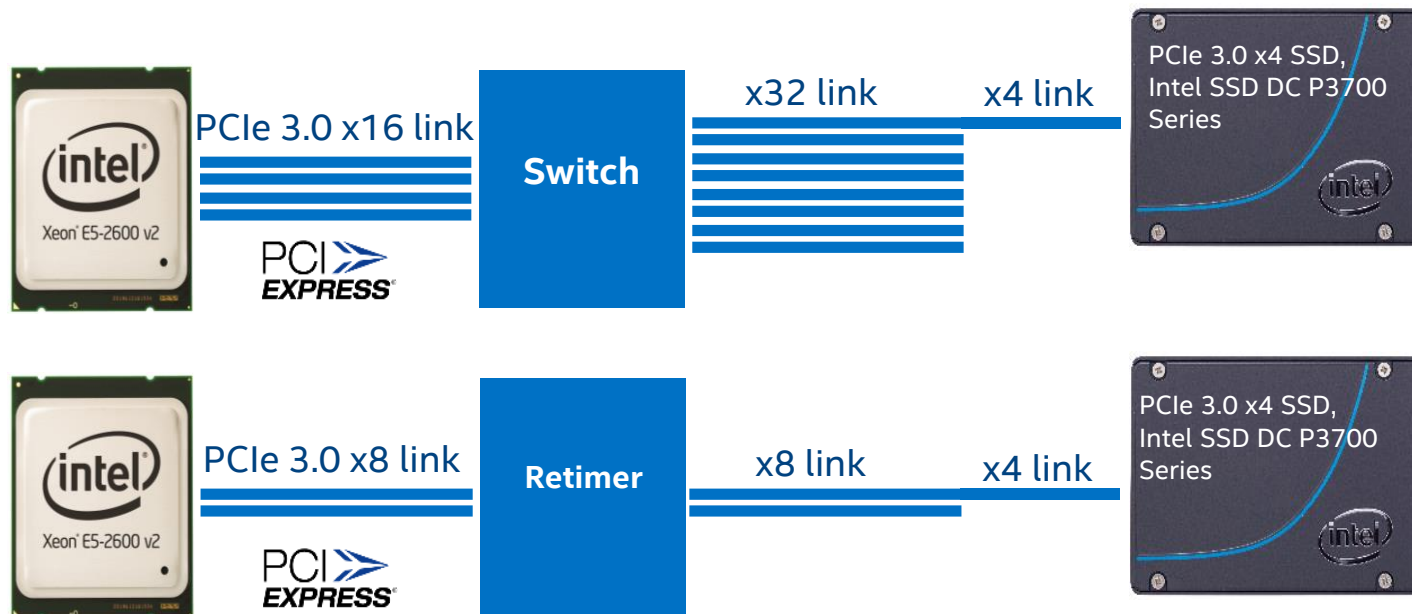 PCIe 3.0 x4 SSD,
Intel SSD DC P3700
Series
x32 link
x4 link
PCIe 3.0 x16 link
Switch
intel
intel
Xeon® E5-2600 v2
PCI
EXPRESS®
PCIe 3.0 x4 SSD,
Intel SSD DC P3700
Series
PCIe 3.0 x8 link
x8 link
x4 link
Retimer
intel
intel
Xeon® E5-2600 v2
PCI
EXPRESS®